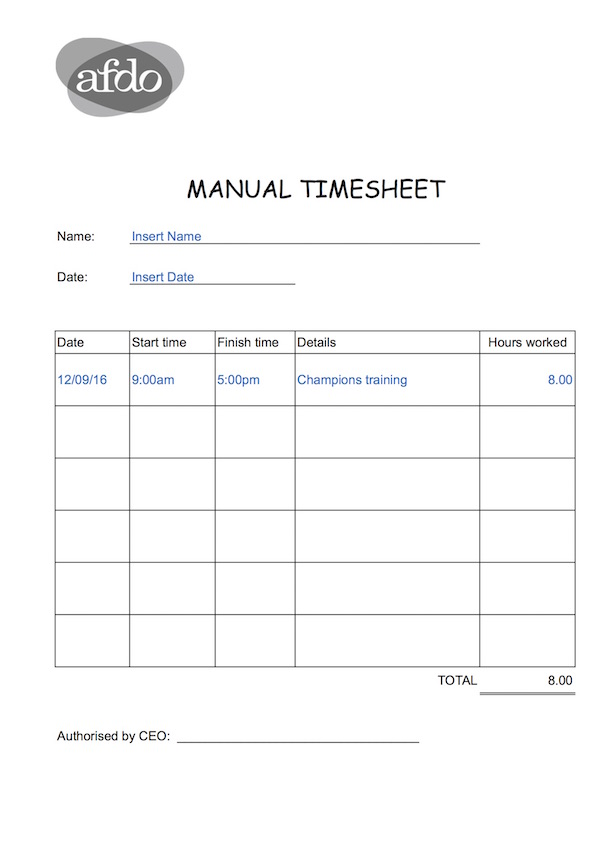 afdo
MANUAL TIMESHEET
Name: Insert Name
Date: Insert Date
Date Start time Finish time Details Hours worked
12/09/16 9:00am 5:00pm Champions training 8.00
TOTAL 8.00
Authorised by CEO: